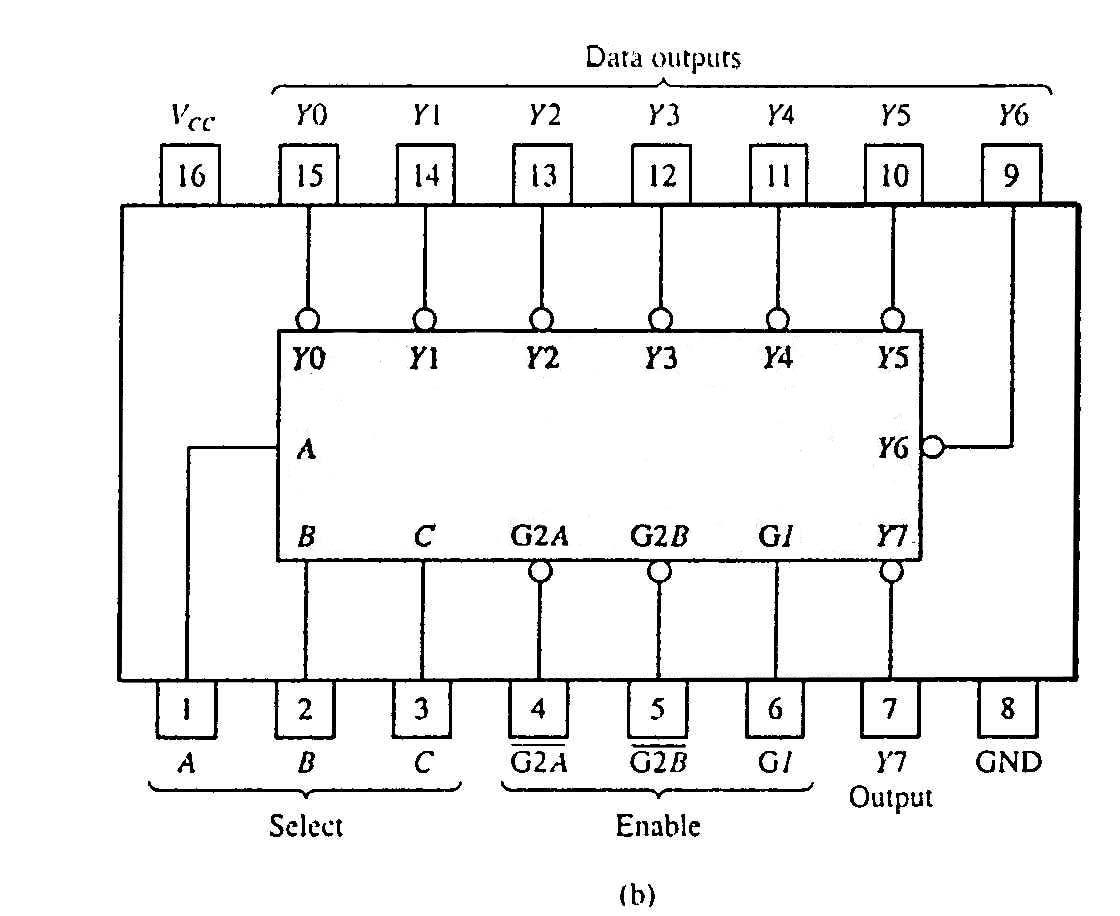 Data outputs
VCC Y0 Y1 Y2 Y3 Y4 Y5 Y6
16 15 14 13 12 11 10 9
Y0 Y1 Y2 Y3 Y4 Y5
A Y6
B C G2A G2B G1 Y7
1 2 3 4 5 6 7 8
A B C G2A G2B G1 Y7 GND
Output
Select Enable
(b)